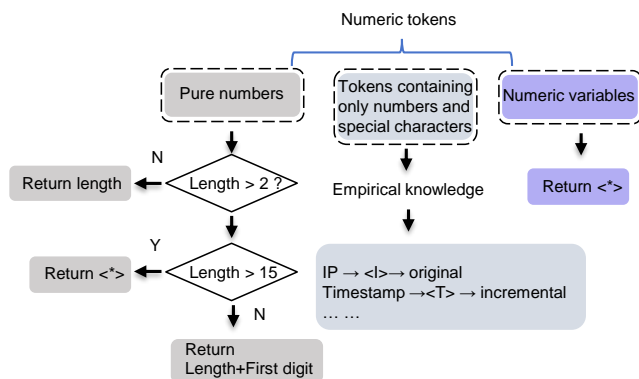 Numeric tokens
Pure numbers
Tokens containing
only numbers and
special characters
Numeric variables
N
Return length
Length > 2 ?
Empirical knowledge
Return <*>
Y
Return <*>
Length > 15
IP → <I>→ original
Timestamp →<T> → incremental
… …
N
Return
Length+First digit